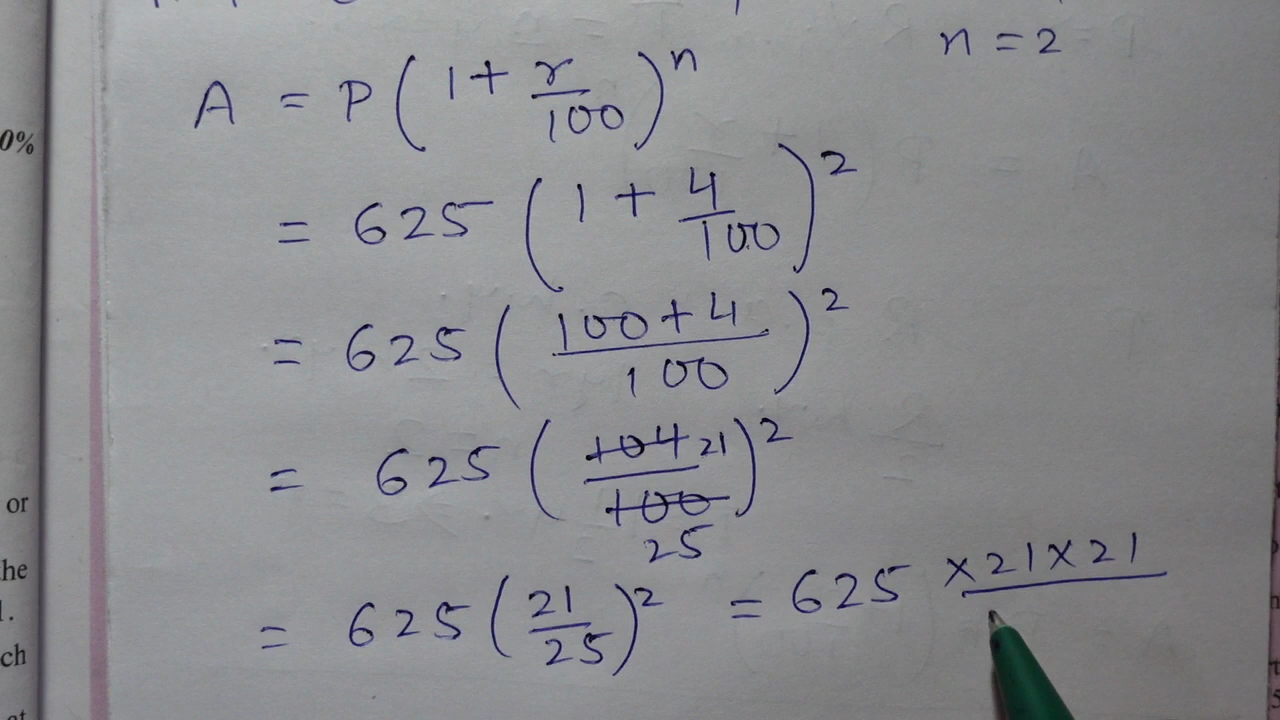 n = 2
A = P(1 + r/100)^n
= 625 (1 + 4/100)^2
= 625 (100 + 4/100)^2
= 625 (104 21/100 25)^2
= 625 (21/25)^2 = 625 × 21 × 21
0%
or
the
ch